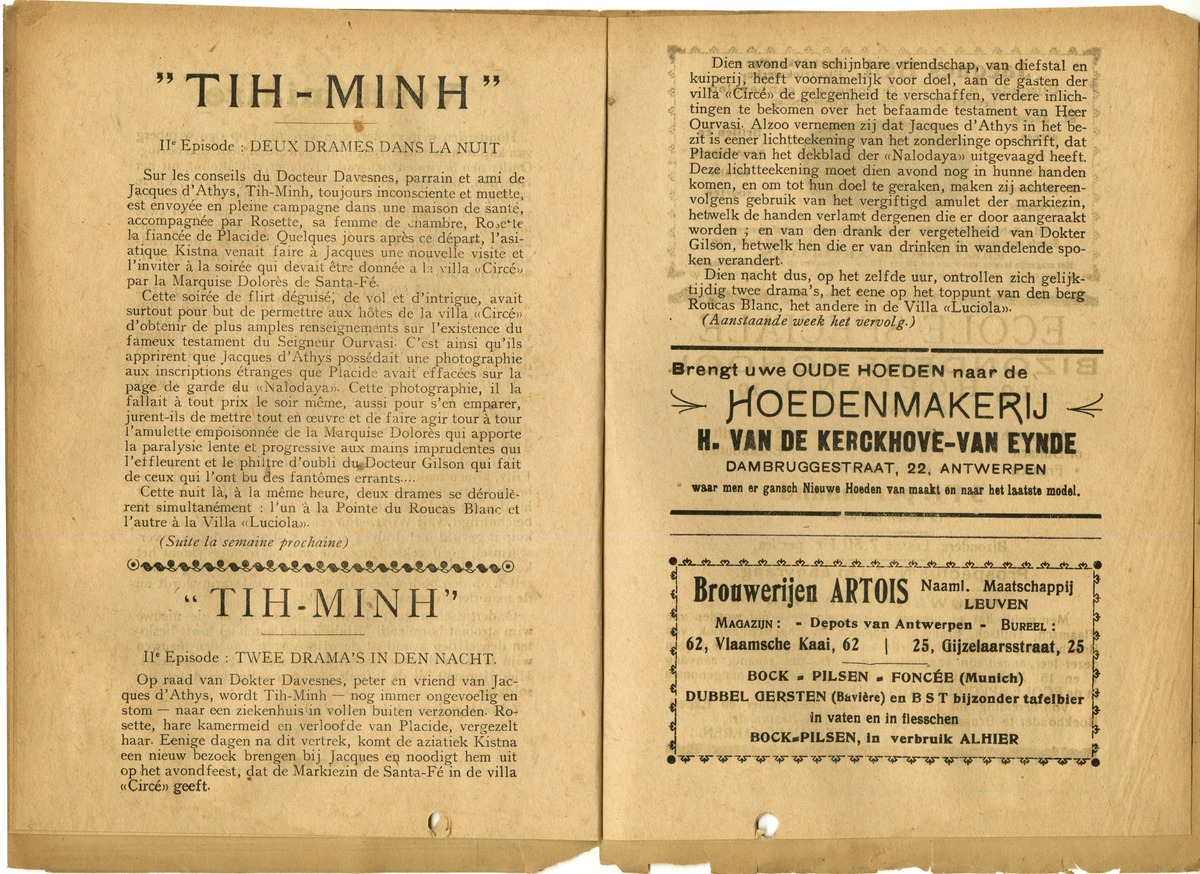 "TIH-MINH"
IIe Episode : DEUX DRAMES DANS LA NUIT
Sur les conseils du Docteur Davesnes, parrain et ami de
Jacques d'Athys, Tih-Minh, toujours inconsciente et muette,
est envoyée en pleine campagne dans une maison de santé,
accompagnée par Rosette, sa femme de chambre, Rosette
la fiancée de Placide. Quelques jours après ce départ, l'asi-
atique Kistna venait faire à Jacques une nouvelle visite et
l'inviter à la soirée qui devait être donnée a la villa «Circé»
par la Marquise Dolorès de Santa-Fé.
Cette soirée de flirt déguisé, de vol et d'intrigue, avait
surtout pour but de permettre aux hôtes de la villa «Circé»
d'obtenir de plus amples renseignements sur l'existence du
fameux testament du Seigneur Ourvasi. C'est ainsi qu'ils
apprirent que Jacques d'Athys possédait une photographie
aux inscriptions étranges que Placide avait effacées sur la
page de garde du «Nalodaya». Cette photographie, il la
fallait à tout prix le soir même, aussi pour s'en emparer,
jurent-ils de mettre tout en œuvre et de faire agir tour à tour
l'amulette empoisonnée de la Marquise Dolorès qui apporte
la paralysie lente et progressive aux mains imprudentes qui
l'effleurent et le philtre d'oubli du Docteur Gilson qui fait
de ceux qui l'ont bu des fantômes errants....
Cette nuit là, à la même heure, deux drames se déroulè-
rent simultanément : l'un à la Pointe du Roucas Blanc et
l'autre à la Villa «Luciola».
(Suite la semaine prochaine)
"TIH-MINH"
IIe Episode : TWEE DRAMA'S IN DEN NACHT.
Op raad van Dokter Davesnes, peter en vriend van Jac-
ques d'Athys, wordt Tih-Minh — nog immer ongevoelig en
stom — naar een ziekenhuis in vollen buiten verzonden. Ro-
sette, hare kamermeid en verloofde van Placide, vergezelt
haar. Eenige dagen na dit vertrek, komt de aziatiek Kistna
een nieuw bezoek brengen bij Jacques en noodigt hem uit
op het avondfeest, dat de Markiezin de Santa-Fé in de villa
«Circé» geeft.
Dien avond van schijnbare vriendschap, van diefstal en
kuiperij, heeft voornamelijk voor doel, aan de gasten der
villa «Circé» de gelegenheid te verschaffen, verdere inlich-
tingen te bekomen over het befaamde testament van Heer
Ourvasi. Alzoo vernemen zij dat Jacques d'Athys in het be-
zit is eener lichtteekening van het zonderlinge opschrift, dat
Placide van het dekblad der «Nalodaya» uitgevaagd heeft.
Deze lichtteekening moet dien avond nog in hunne handen
komen, en om tot hun doel te geraken, maken zij achtereen-
volgens gebruik van het vergiftigd amulet der markiezin,
hetwelk de handen verlamt dergenen die er door aangeraakt
worden ; en van den drank der vergetelheid van Dokter
Gilson, hetwelk hen die er van drinken in wandelende spo-
ken verandert.
Dien nacht dus, op het zelfde uur, ontrollen zich gelijk-
tijdig twee drama's, het eene op het toppunt van den berg
Roucas Blanc, het andere in de Villa «Luciola».
(Aanstaande week het vervolg.)
Brengt uwe OUDE HOEDEN naar de
HOEDENMAKERIJ
H. VAN DE KERCKHOVE-VAN EYNDE
DAMBRUGGESTRAAT, 22, ANTWERPEN
waar men er gansch Nieuwe Hoeden van maakt en naar het laatste model.
Brouwerijen ARTOIS Naaml. Maatschappij
LEUVEN
MAGAZIJN : - Depots van Antwerpen - BUREEL :
62, Vlaamsche Kaai, 62 | 25, Gijzelaarsstraat, 25
BOCK - PILSEN - FONCÉE (Munich)
DUBBEL GERSTEN (Bavière) en B S T bijzonder tafelbier
in vaten en in flesschen
BOCK-PILSEN, in verbruik ALHIER